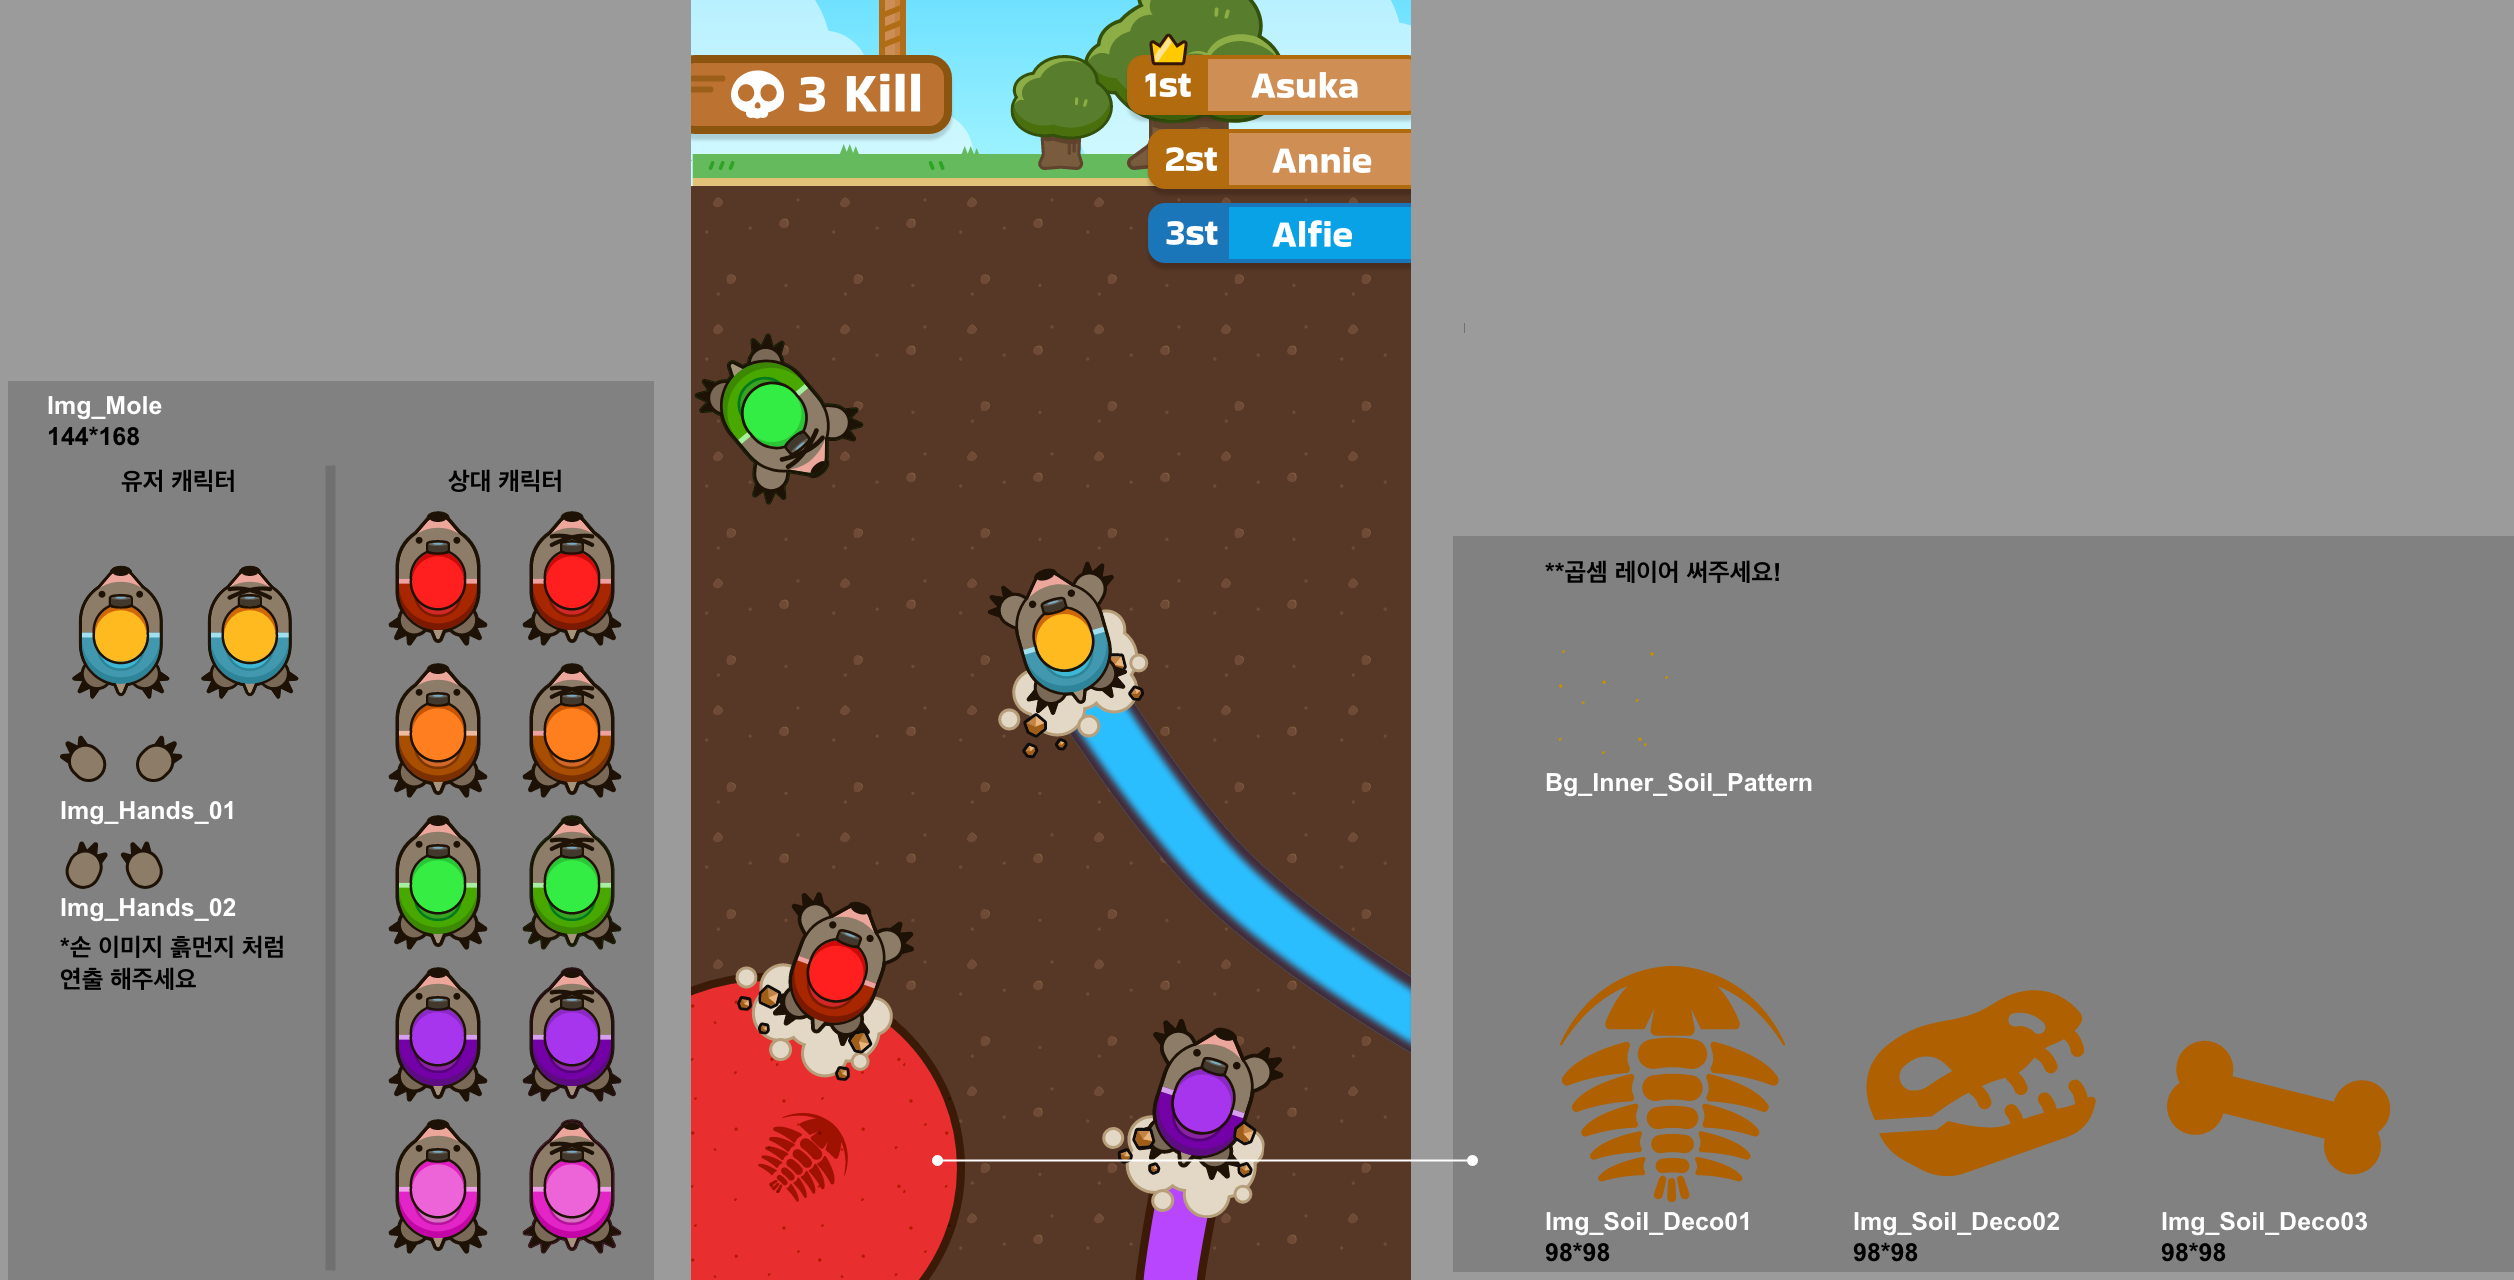 Img_Mole
144*168
유저 캐릭터
상대 캐릭터
Img_Hands_01
Img_Hands_02
*손 이미지 흙먼지 처럼
연출 해주세요
3 Kill
1st Asuka
2st Annie
3st Alfie
**곱셈 레이어 써주세요!
Bg_Inner_Soil_Pattern
Img_Soil_Deco01
98*98
Img_Soil_Deco02
98*98
Img_Soil_Deco03
98*98